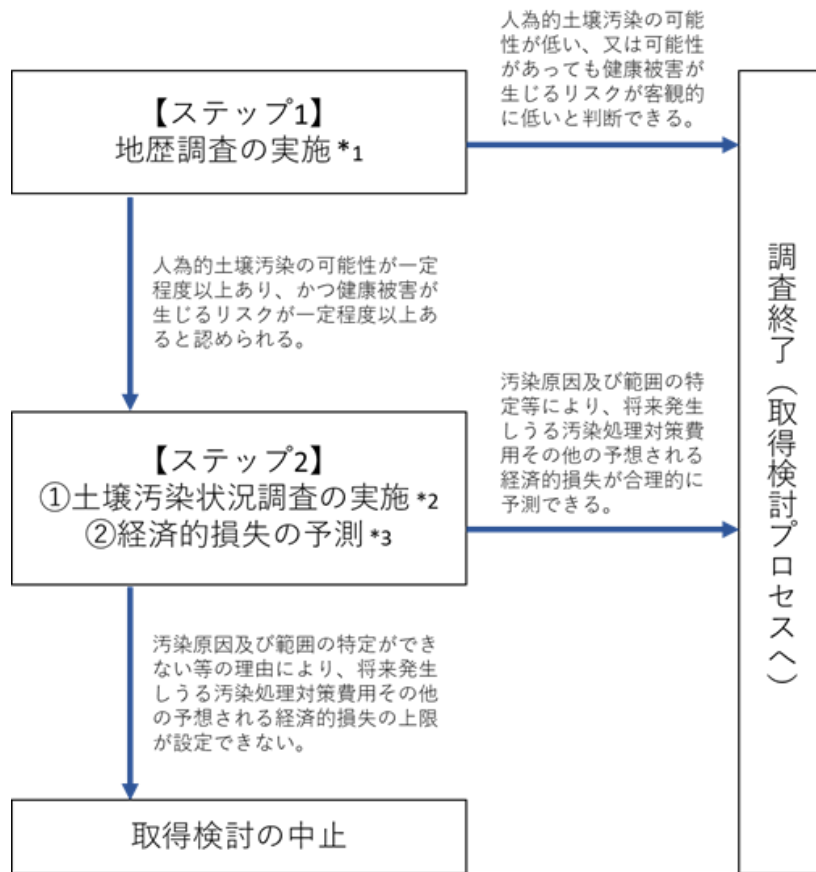 人為的土壌汚染の可能
性が低い、又は可能性
があっても健康被害が
生じるリスクが客観的
に低いと判断できる。
【ステップ1】
地歴調査の実施 *1
人為的土壌汚染の可能性が一定
程度以上あり、かつ健康被害が
生じるリスクが一定程度以上あ
ると認められる。
【ステップ2】
①土壌汚染状況調査の実施 *2
②経済的損失の予測 *3
汚染原因及び範囲の特
定等により、将来発生
しうる汚染処理対策費
用その他の予想される
経済的損失が合理的に
予測できる。
汚染原因及び範囲の特定ができ
ない等の理由により、将来発生
しうる汚染処理対策費用その他
の予想される経済的損失の上限
が設定できない。
取得検討の中止
調査終了（取得検討プロセスへ）